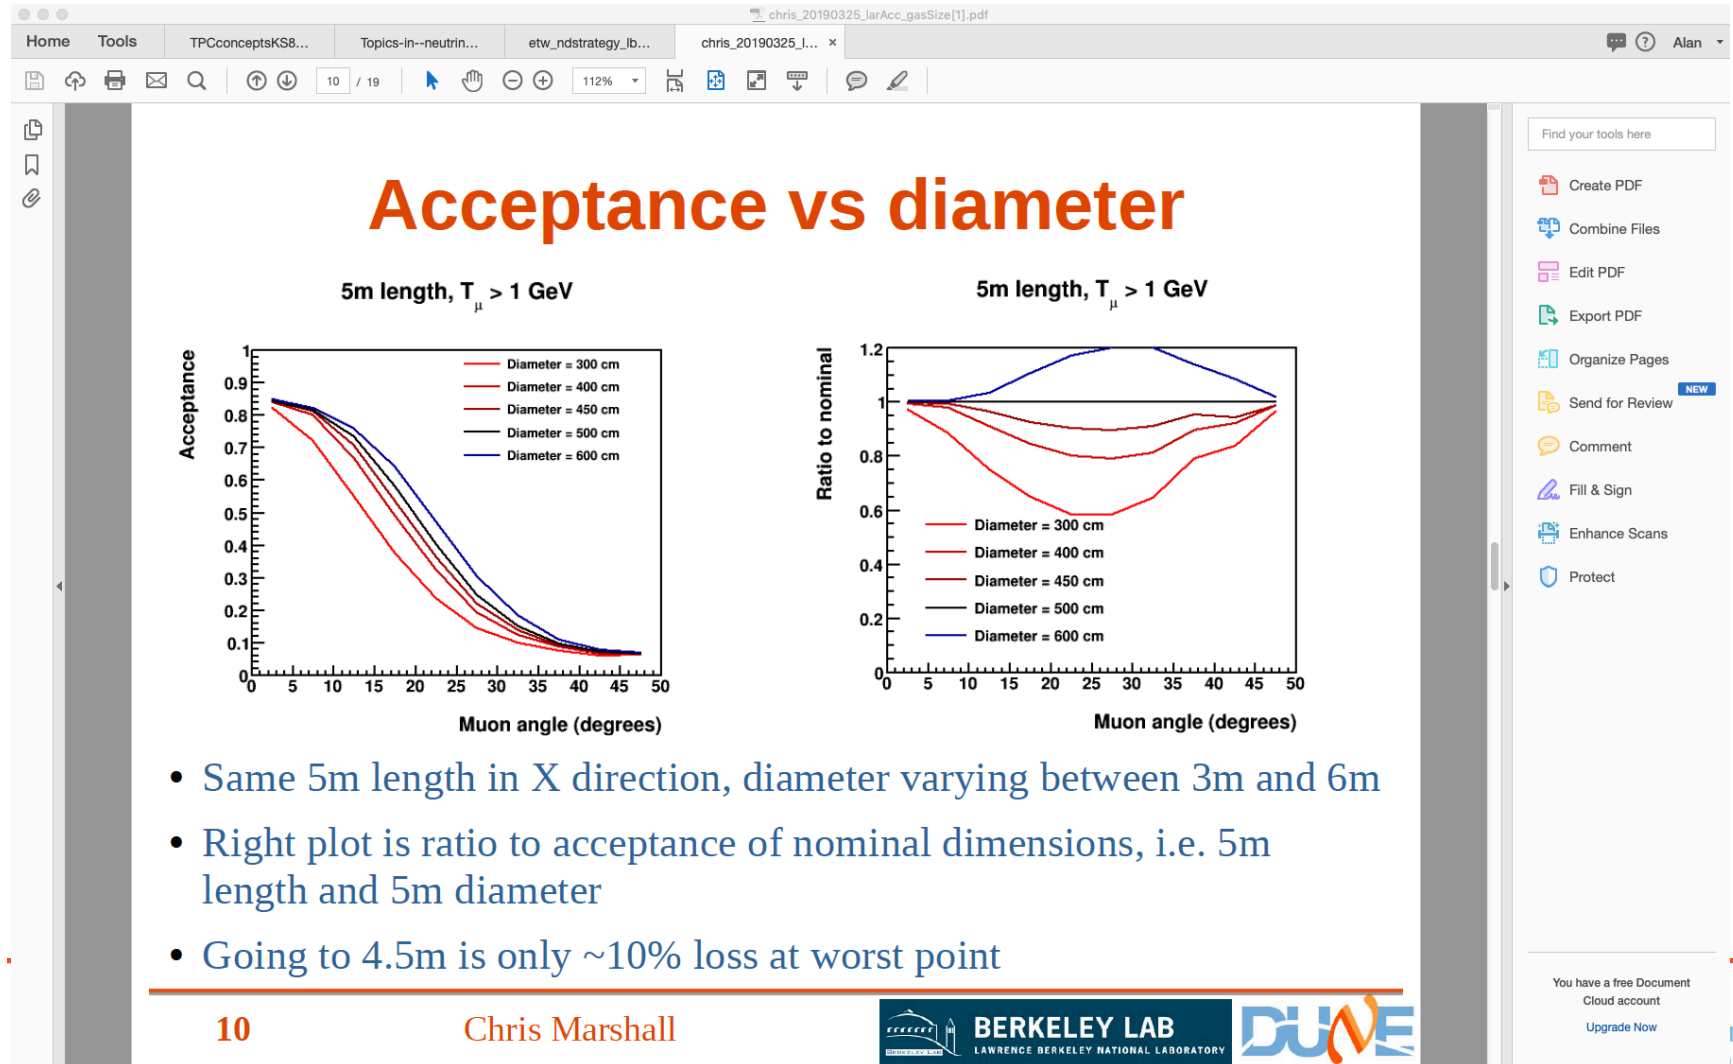 chris_20190325_larAcc_gasSize[1].pdf
Home Tools TPCconceptsKS8... Topics-in--neutrin... etw_ndstrategy_lb... chris_20190325_l... × Alan
10 / 19 112%
Find your tools here
Create PDF
Combine Files
Edit PDF
Export PDF
Organize Pages
NEW
Send for Review
Comment
Fill & Sign
Enhance Scans
Protect
You have a free Document
Cloud account
Upgrade Now
Acceptance vs diameter
5m length, Tμ > 1 GeV
Acceptance
1
0.9
0.8
0.7
0.6
0.5
0.4
0.3
0.2
0.1
0
0 5 10 15 20 25 30 35 40 45 50
Muon angle (degrees)
Diameter = 300 cm
Diameter = 400 cm
Diameter = 450 cm
Diameter = 500 cm
Diameter = 600 cm
5m length, Tμ > 1 GeV
Ratio to nominal
1.2
1
0.8
0.6
0.4
0.2
0
0 5 10 15 20 25 30 35 40 45 50
Muon angle (degrees)
Diameter = 300 cm
Diameter = 400 cm
Diameter = 450 cm
Diameter = 500 cm
Diameter = 600 cm
• Same 5m length in X direction, diameter varying between 3m and 6m
• Right plot is ratio to acceptance of nominal dimensions, i.e. 5m
length and 5m diameter
• Going to 4.5m is only ~10% loss at worst point
10 Chris Marshall
BERKELEY LAB
BERKELEY LAB
LAWRENCE BERKELEY NATIONAL LABORATORY
DUNE